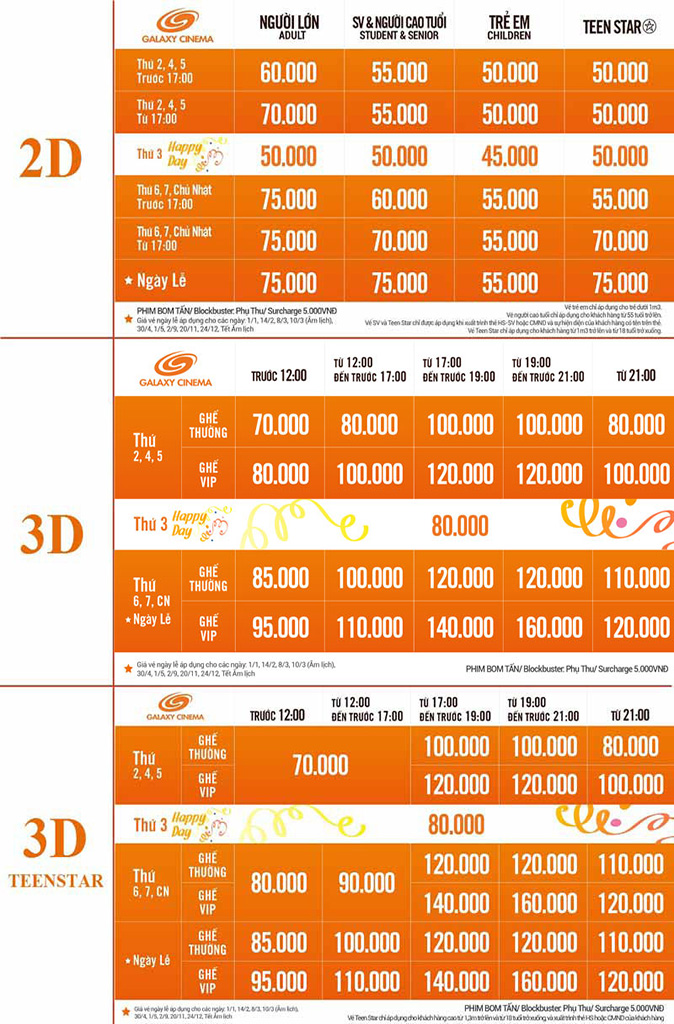 2D
GALAXY CINEMA
NGƯỜI LỚN
ADULT
SV & NGƯỜI CAO TUỔI
STUDENT & SENIOR
TRẺ EM
CHILDREN
TEEN STAR
Thứ 2, 4, 5
Trước 17:00
60.000 55.000 50.000 50.000
Thứ 2, 4, 5
Từ 17:00
70.000 55.000 50.000 50.000
Thứ 3 Happy Day 50.000 50.000 45.000 50.000
Thứ 6, 7, Chủ Nhật
Trước 17:00
75.000 60.000 55.000 55.000
Thứ 6, 7, Chủ Nhật
Từ 17:00
75.000 70.000 55.000 70.000
Ngày Lễ 75.000 75.000 55.000 75.000
PHIM BOM TẤN/ Blockbuster: Phụ Thu/ Surcharge 5.000VNĐ
Giá vé ngày lễ áp dụng cho các ngày: 1/1, 14/2, 8/3, 10/3 (Âm lịch),
30/4, 1/5, 2/9, 20/11, 24/12, Tết Âm lịch
Vé trẻ em chỉ áp dụng cho trẻ dưới 1m3.
Vé người cao tuổi chỉ áp dụng cho khách hàng từ 55 tuổi trở lên.
Vé SV và Teen Star chỉ được áp dụng khi xuất trình thẻ HS-SV hoặc CMND và sự hiện diện của khách hàng có tên trên thẻ.
Vé Teen Star chỉ áp dụng cho khách hàng từ 1m3 trở lên và từ 18 tuổi trở xuống.
3D
GALAXY CINEMA
TRƯỚC 12:00
TỪ 12:00
ĐẾN TRƯỚC 17:00
TỪ 17:00
ĐẾN TRƯỚC 19:00
TỪ 19:00
ĐẾN TRƯỚC 21:00
TỪ 21:00
Thứ
2, 4, 5
GHẾ
THƯỜNG
70.000 80.000 100.000 100.000 80.000
GHẾ
VIP
80.000 100.000 120.000 120.000 100.000
Thứ 3 Happy Day 80.000
Thứ
6, 7, CN
Ngày Lễ
GHẾ
THƯỜNG
85.000 100.000 120.000 120.000 110.000
GHẾ
VIP
95.000 110.000 140.000 160.000 120.000
Giá vé ngày lễ áp dụng cho các ngày: 1/1, 14/2, 8/3, 10/3 (Âm lịch),
30/4, 1/5, 2/9, 20/11, 24/12, Tết Âm lịch
PHIM BOM TẤN/ Blockbuster: Phụ Thu/ Surcharge 5.000VNĐ
3D
TEENSTAR
GALAXY CINEMA
TRƯỚC 12:00
TỪ 12:00
ĐẾN TRƯỚC 17:00
TỪ 17:00
ĐẾN TRƯỚC 19:00
TỪ 19:00
ĐẾN TRƯỚC 21:00
TỪ 21:00
Thứ
2, 4, 5
GHẾ
THƯỜNG
70.000
100.000 100.000 80.000
GHẾ
VIP
120.000 120.000 100.000
Thứ 3 Happy Day 80.000
Thứ
6, 7, CN
GHẾ
THƯỜNG
80.000 90.000
120.000 120.000 110.000
GHẾ
VIP
140.000 160.000 120.000
Ngày Lễ
GHẾ
THƯỜNG
85.000 100.000 120.000 120.000 110.000
GHẾ
VIP
95.000 110.000 140.000 160.000 120.000
Giá vé ngày lễ áp dụng cho các ngày: 1/1, 14/2, 8/3, 10/3 (Âm lịch),
30/4, 1/5, 2/9, 20/11, 24/12, Tết Âm lịch
PHIM BOM TẤN/ Blockbuster: Phụ Thu/ Surcharge 5.000VNĐ
Vé Teen Star chỉ áp dụng cho khách hàng cao từ 1,3m trở lên và từ 18 tuổi trở xuống và xuất trình thẻ HS hoặc CMND của khách hàng